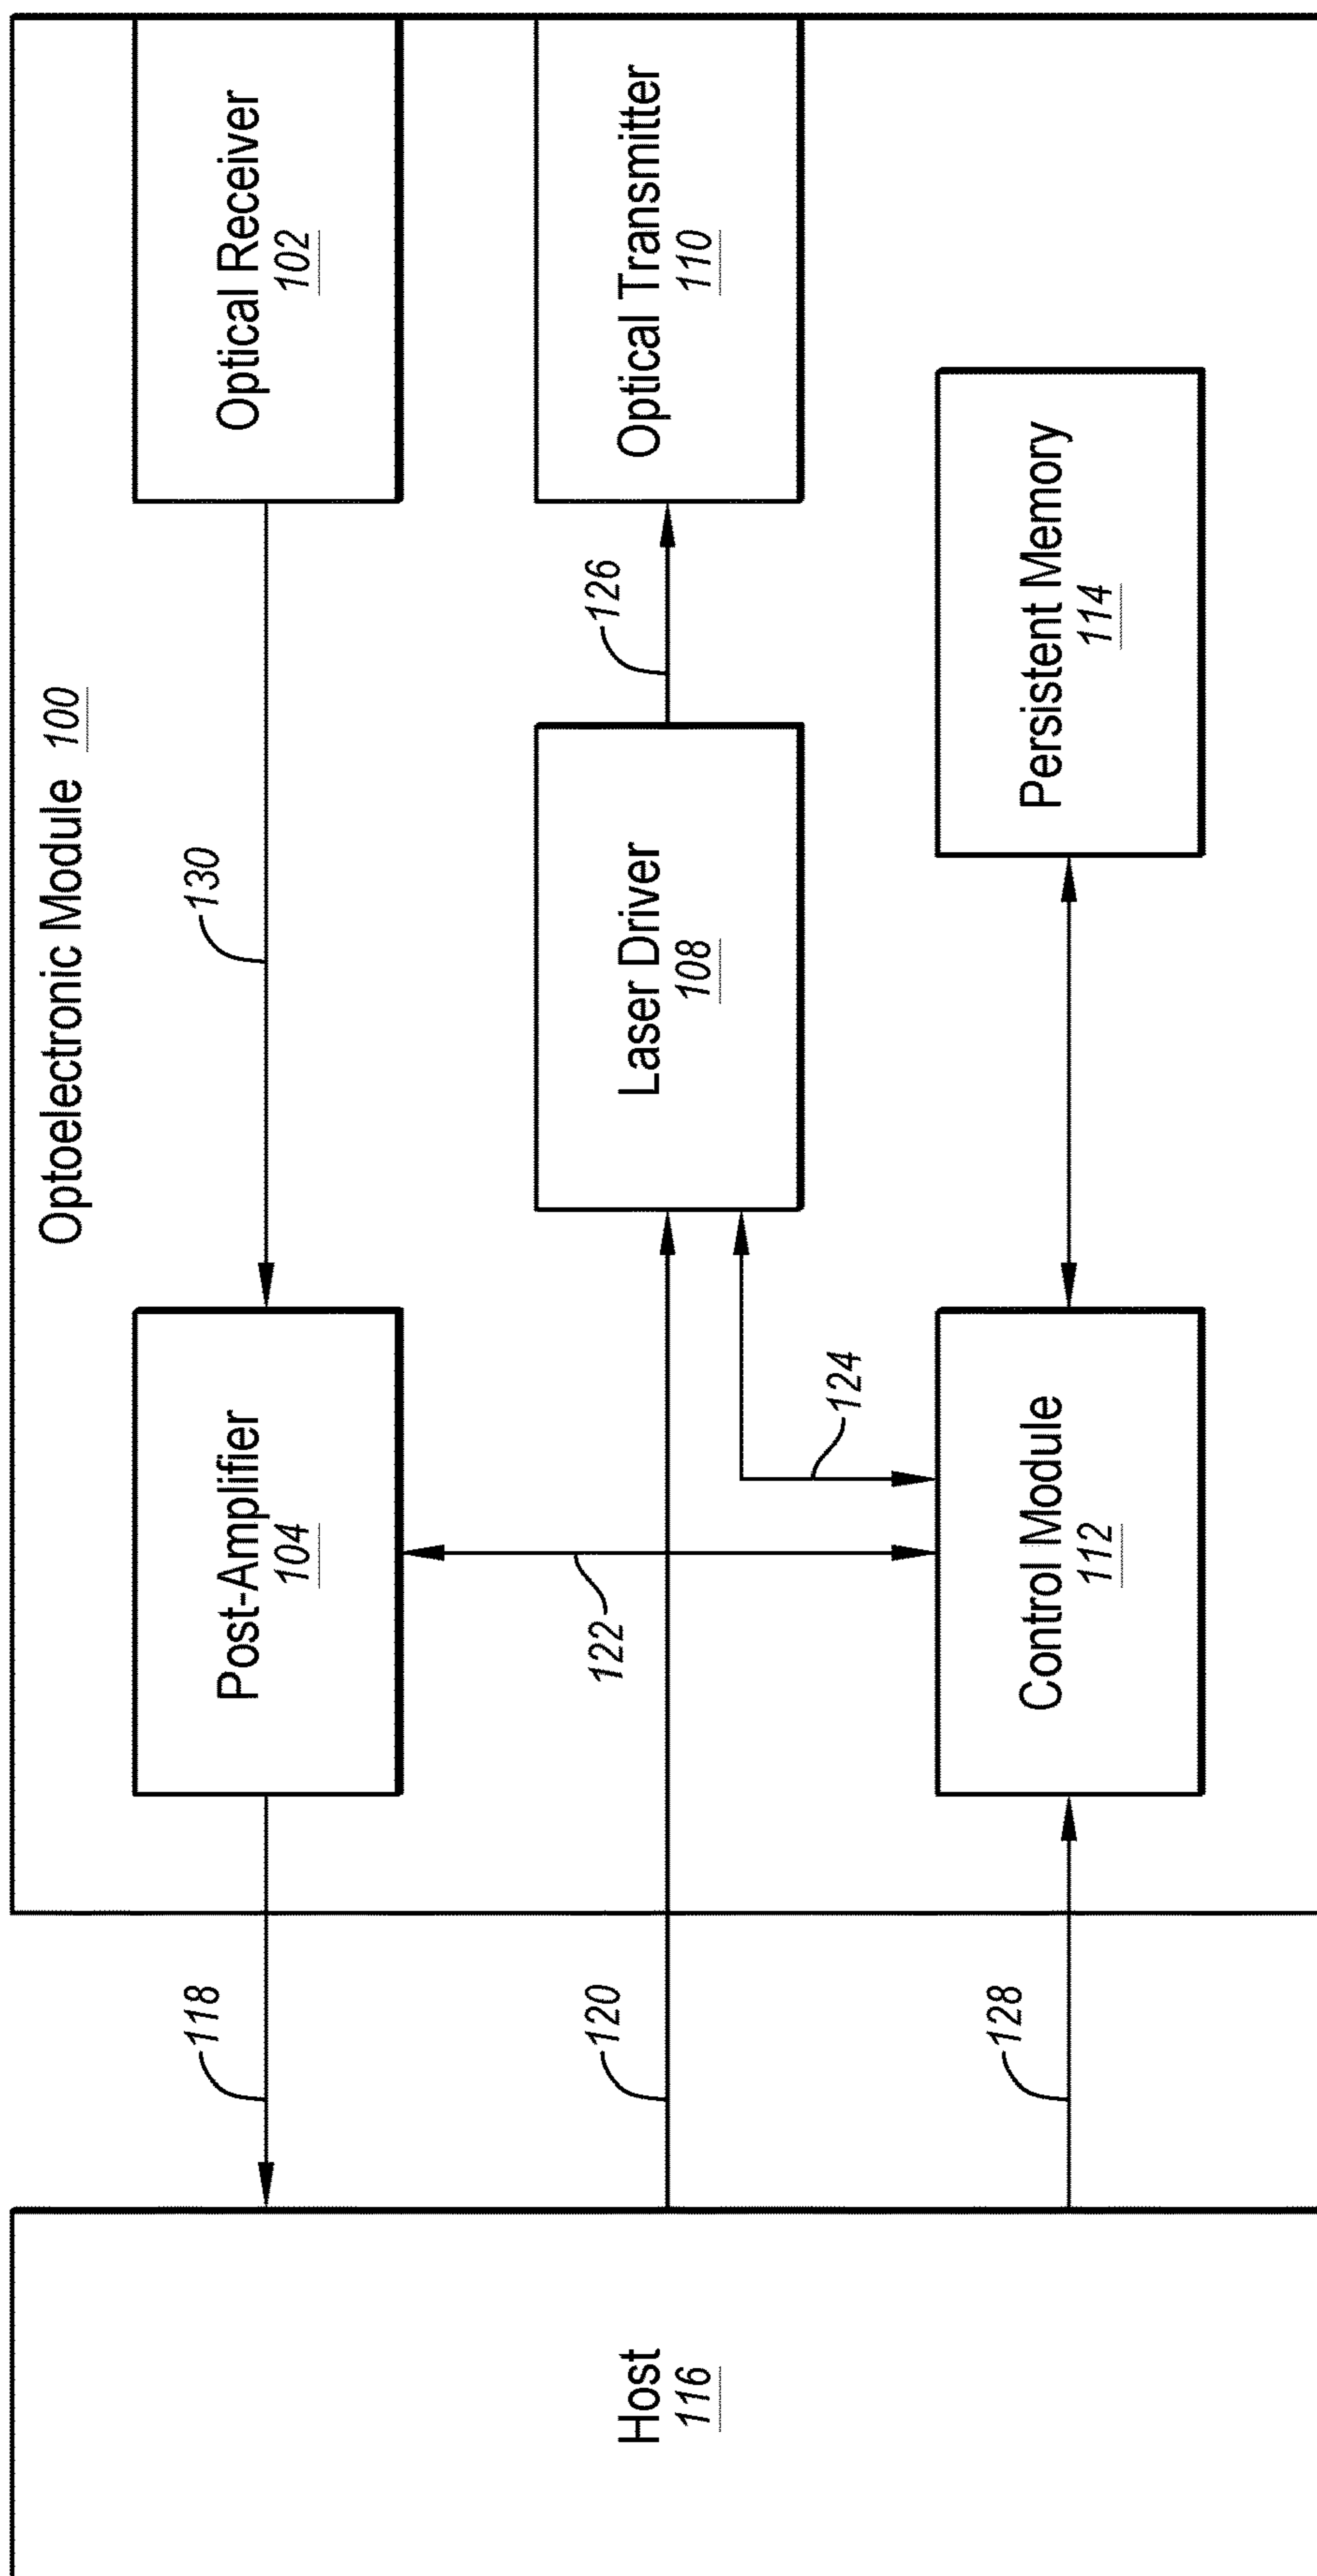 Optoelectronic Module 100
Optical Receiver
102
130
Post-Amplifier
104
118
Optical Transmitter
110
126
Laser Driver
108
122
120
124
Persistent Memory
114
Control Module
112
128
Host
116